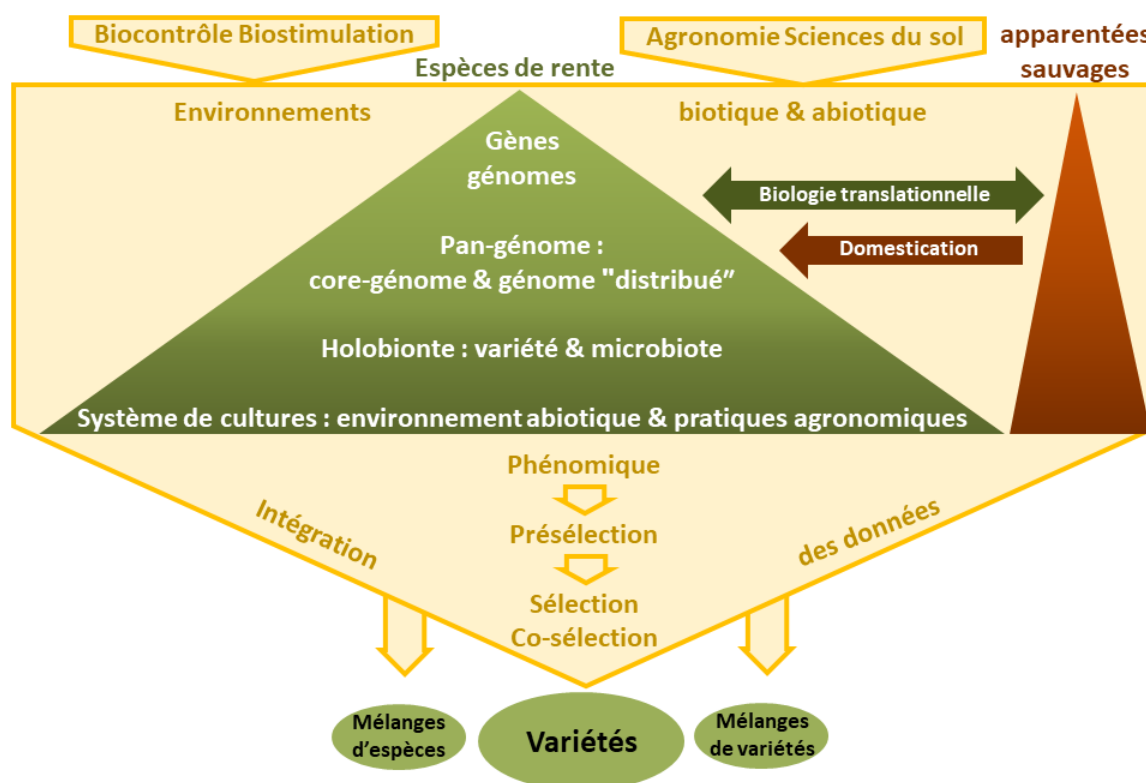 Biocontrôle Biostimulation
Agronomie Sciences du sol
apparentées
sauvages
Espèces de rente
Environnements
biotique & abiotique
Gènes
génomes
Biologie translationnelle
Domestication
Pan-génome :
core-génome & génome "distribué”
Holobionte : variété & microbiote
Système de cultures : environnement abiotique & pratiques agronomiques
Phénomique
Intégration
des données
Présélection
Sélection
Co-sélection
Mélanges
d’espèces
Variétés
Mélanges
de variétés